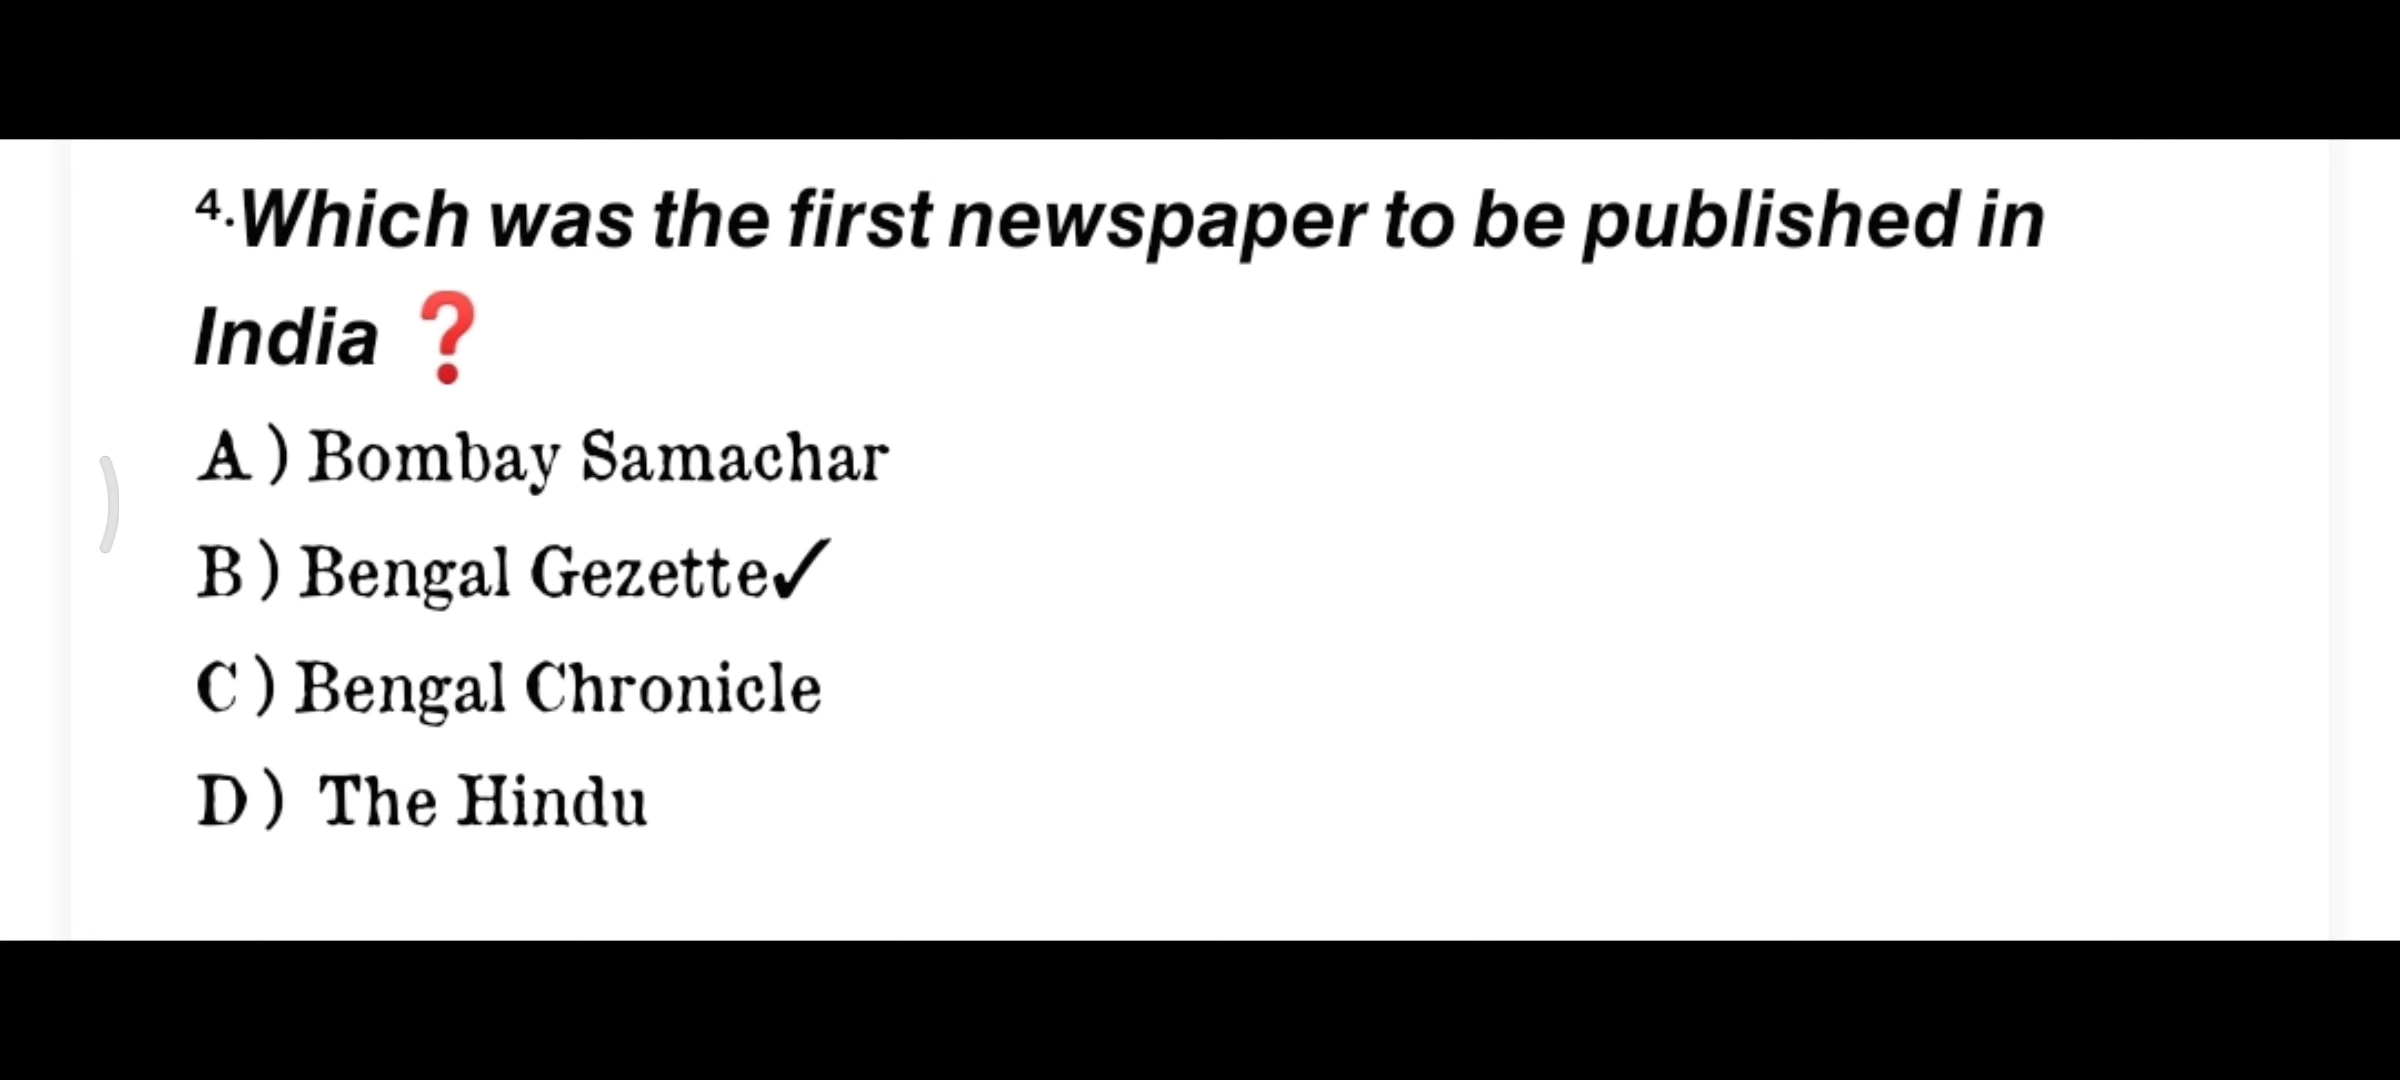 4.Which was the first newspaper to be published in
India ❓
A) Bombay Samachar
B) Bengal Gezette✓
C) Bengal Chronicle
D) The Hindu